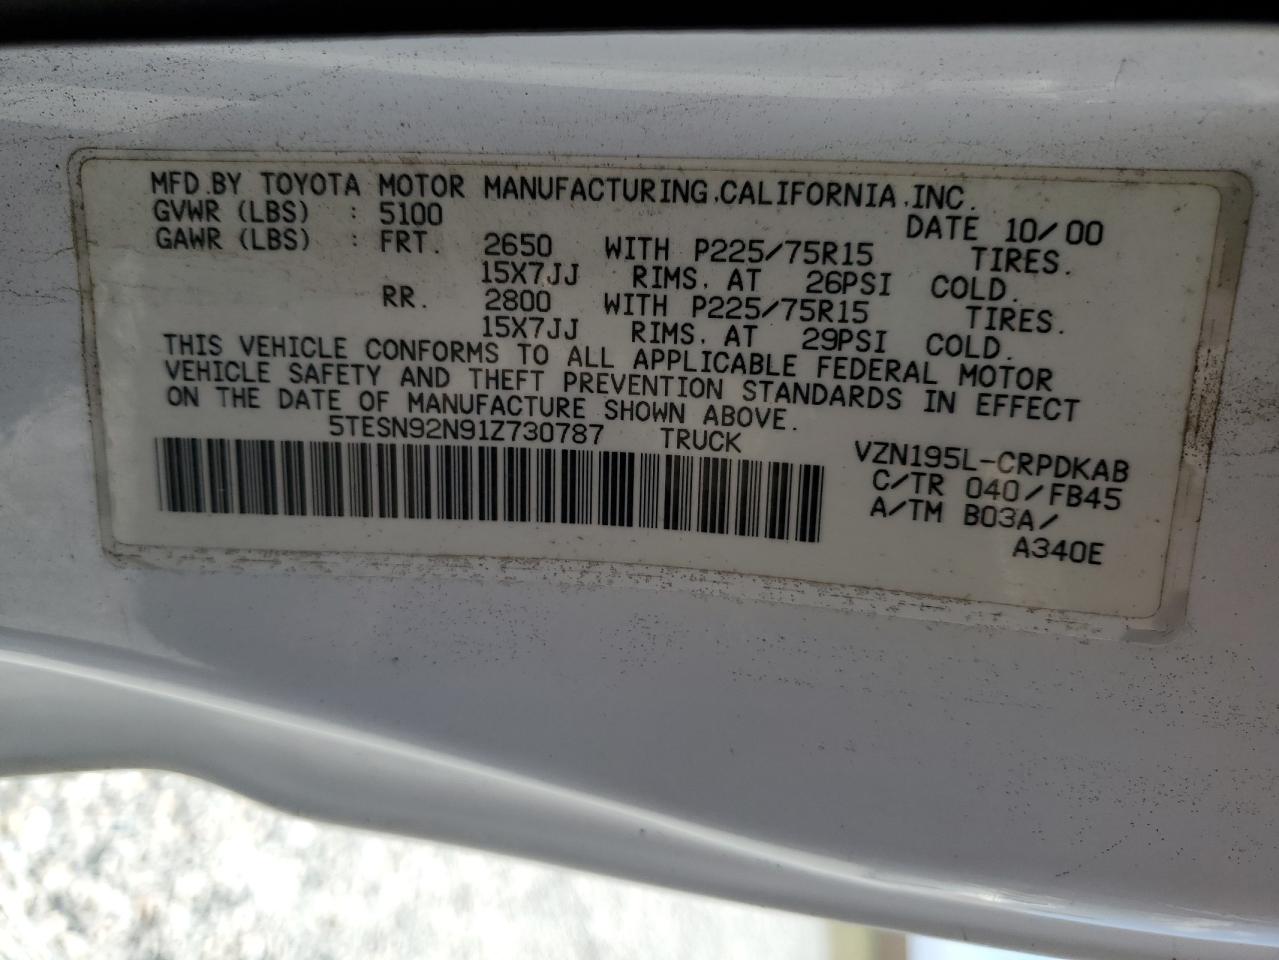 MFD.BY TOYOTA MOTOR MANUFACTURING.CALIFORNIA.INC.
GVWR (LBS) : 5100 DATE 10/00
GAWR (LBS) : FRT. 2650 WITH P225/75R15 TIRES.
15X7JJ RIMS. AT 26PSI COLD.
RR. 2800 WITH P225/75R15 TIRES.
15X7JJ RIMS. AT 29PSI COLD.
THIS VEHICLE CONFORMS TO ALL APPLICABLE FEDERAL MOTOR
VEHICLE SAFETY AND THEFT PREVENTION STANDARDS IN EFFECT
ON THE DATE OF MANUFACTURE SHOWN ABOVE.
5TESN92N91Z730787 TRUCK
VZN195L-CRPDKAB
C/TR 040/FB45
A/TM B03A/
A340E